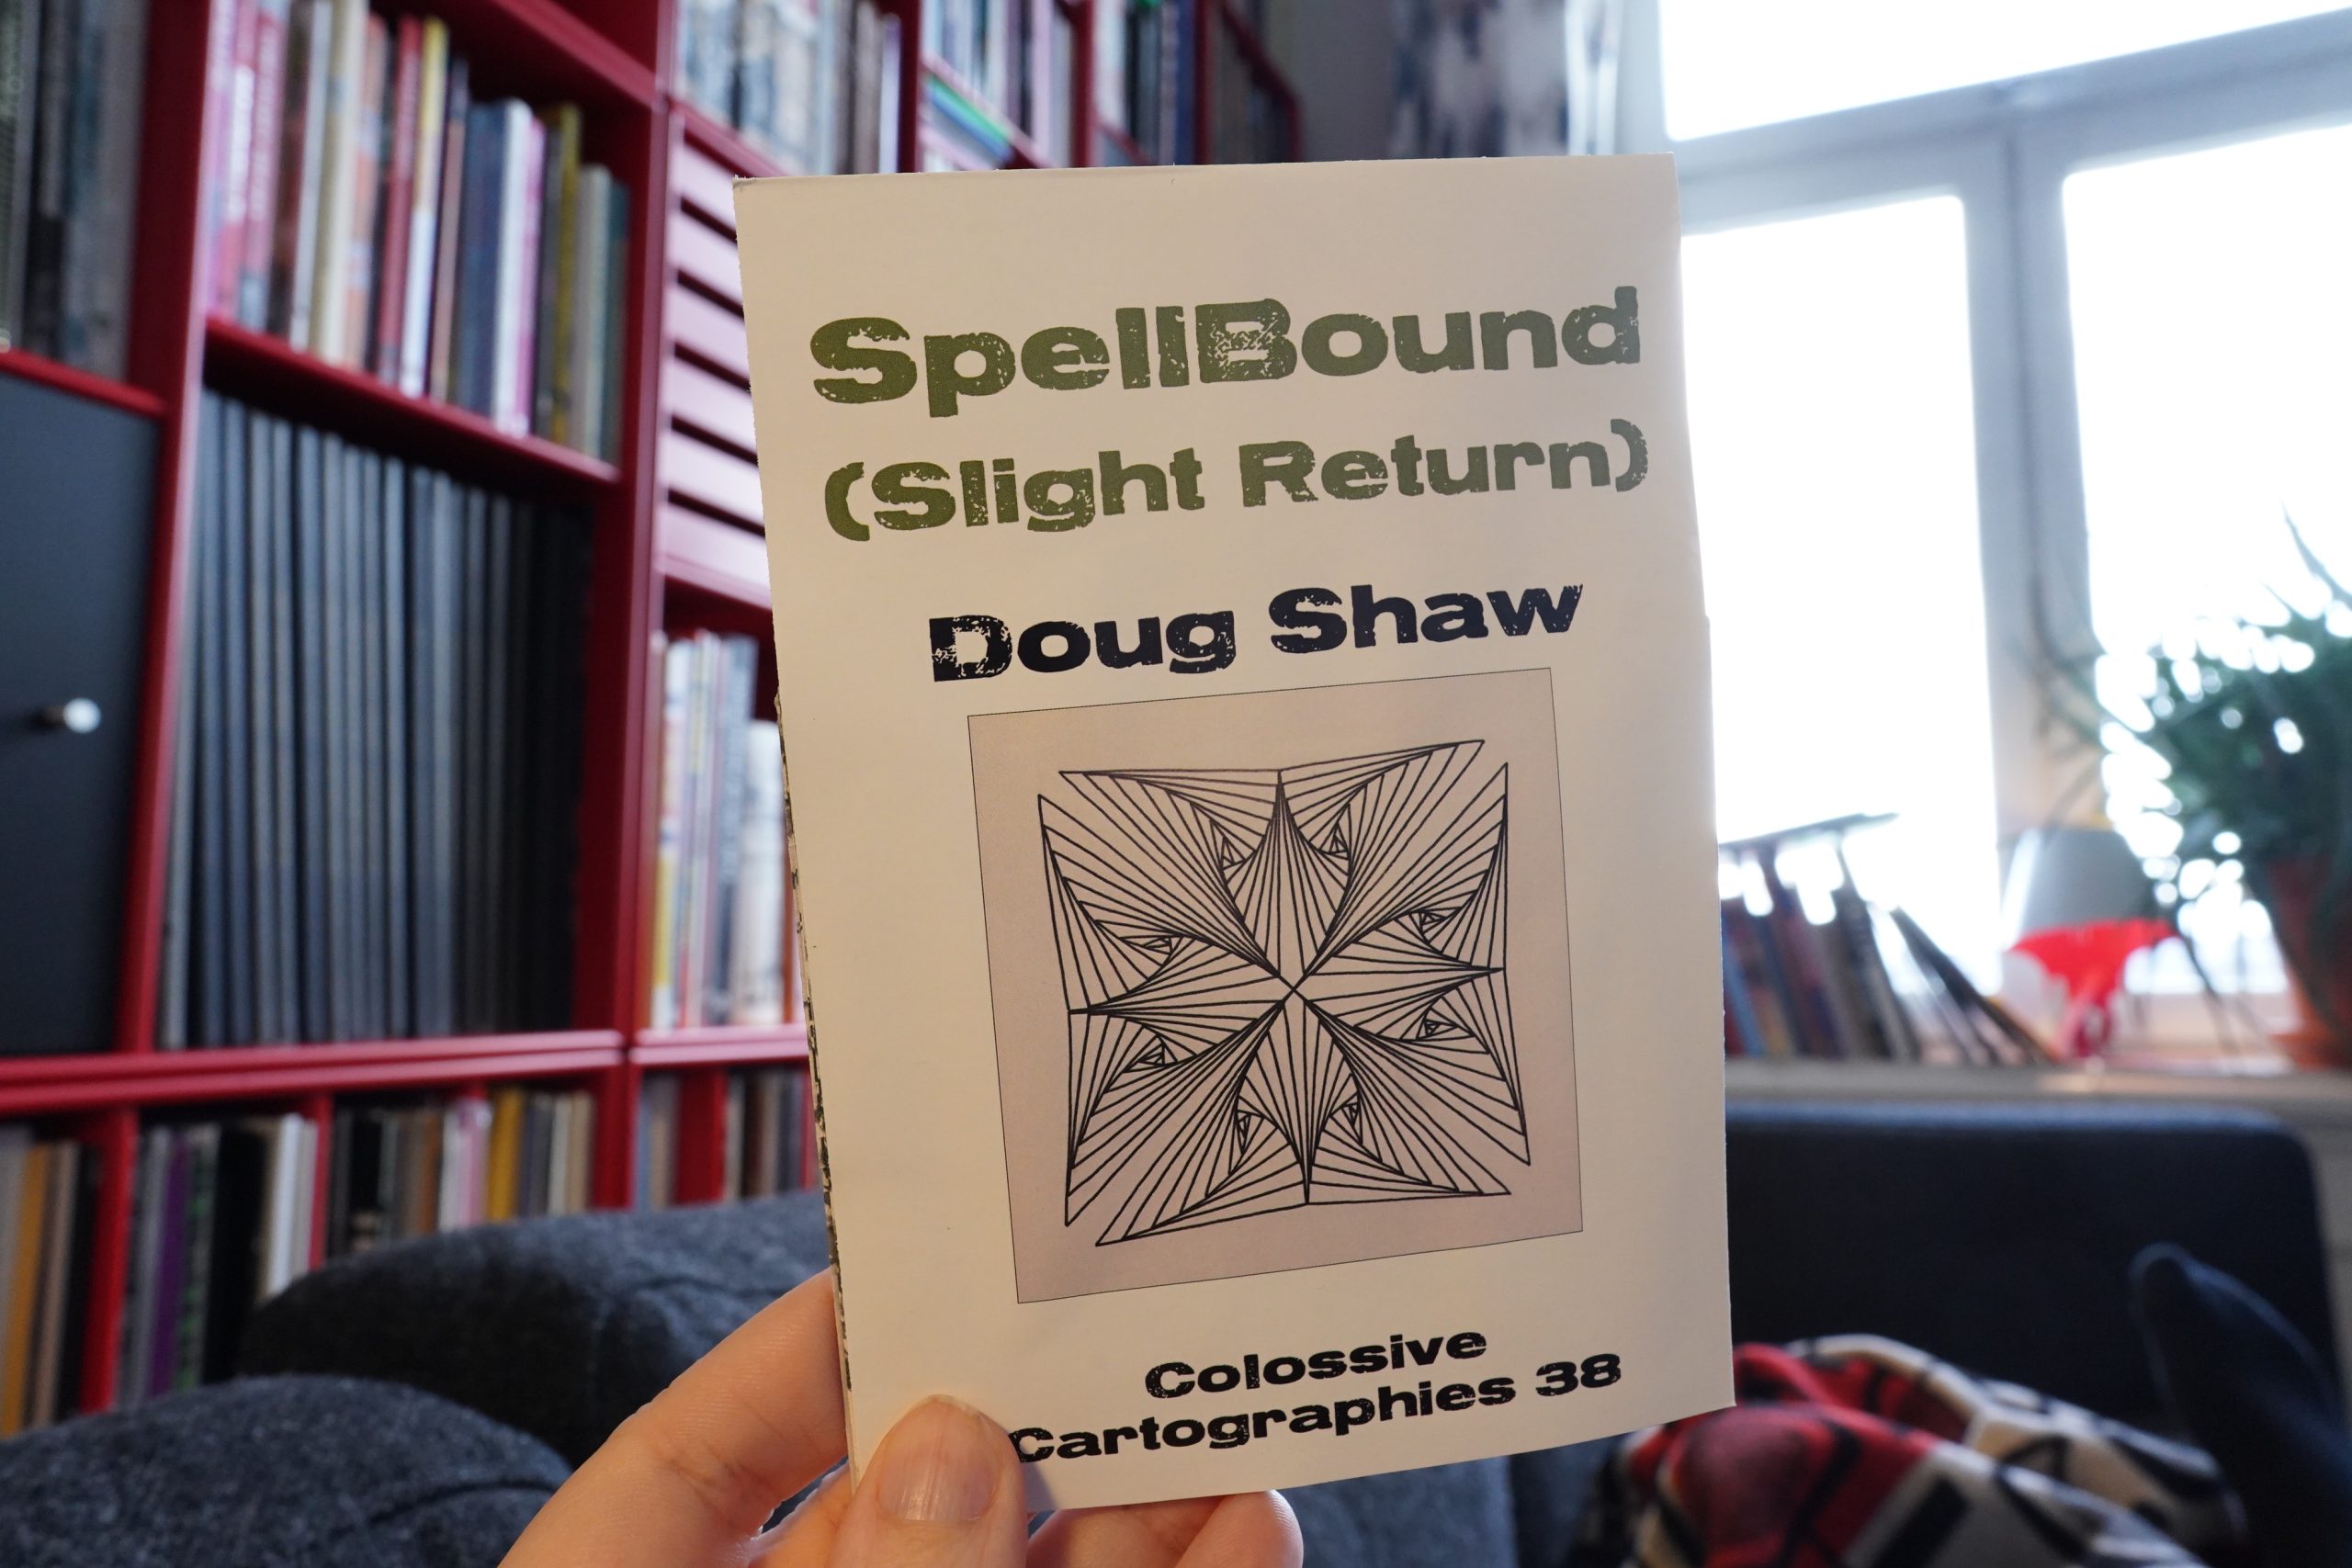 SpellBound
(Slight Return)
Doug Shaw
Colossive
Cartographies 38